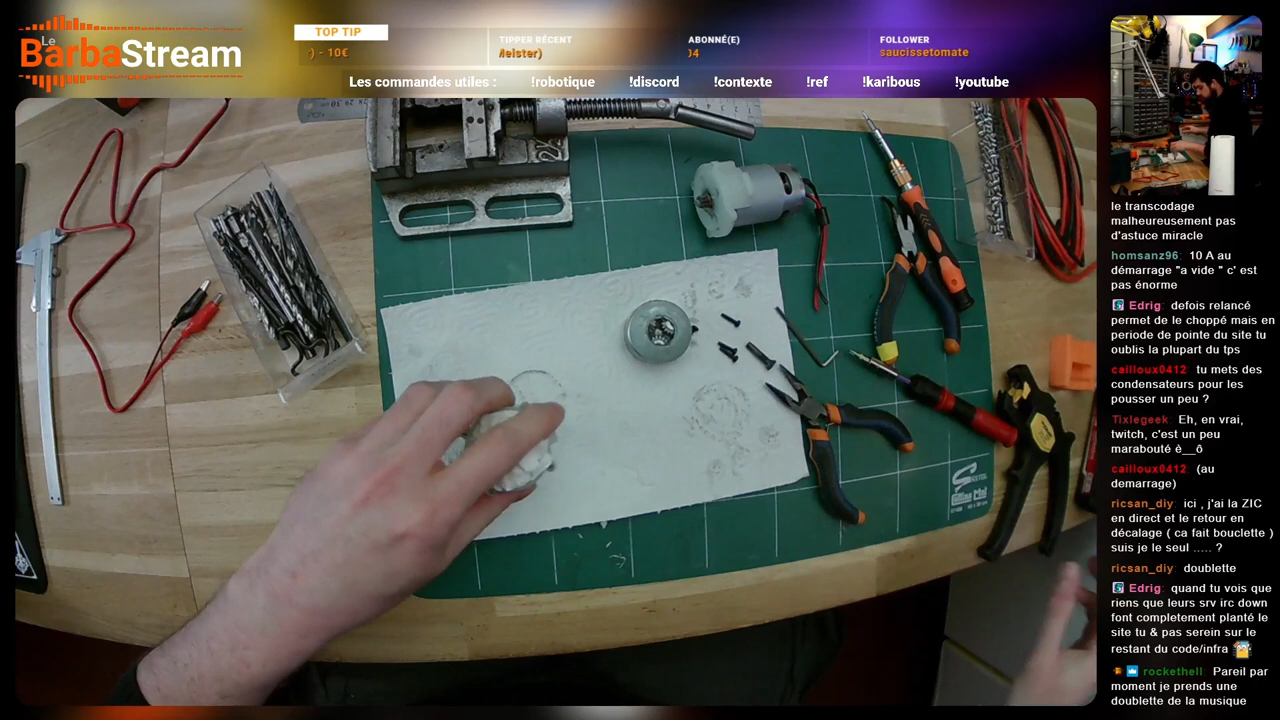 Le
BarbaStream
TOP TIP
:) - 10€
TIPPER RÉCENT
ABONNÉ(E)
)4
FOLLOWER
saucissetomate
Les commandes utiles : !robotique !discord !contexte !ref !karibous !youtube
le transcodage
malheureusement pas
d'astuce miracle
homsanz96: 10 A au
démarrage "a vide " c' est
pas énorme
Edrig: defois relancé
permet de le choppé mais en
periode de pointe du site tu
oublis la plupart du tps
cailloux0412: tu mets des
condensateurs pour les
pousser un peu ?
Tixlegeek: Eh, en vrai,
twitch, c'est un peu
marabouté è__ô
cailloux0412: (au
demarrage)
ricsan_diy: ici , j'ai la ZIC
en direct et le retour en
décalage ( ca fait bouclette )
suis je le seul ..... ?
ricsan_diy: doublette
Edrig: quand tu vois que
riens que leurs srv irc down
font completement planté le
site tu & pas serein sur le
restant du code/infra
rockethell: Pareil par
moment je prends une
doublette de la musique